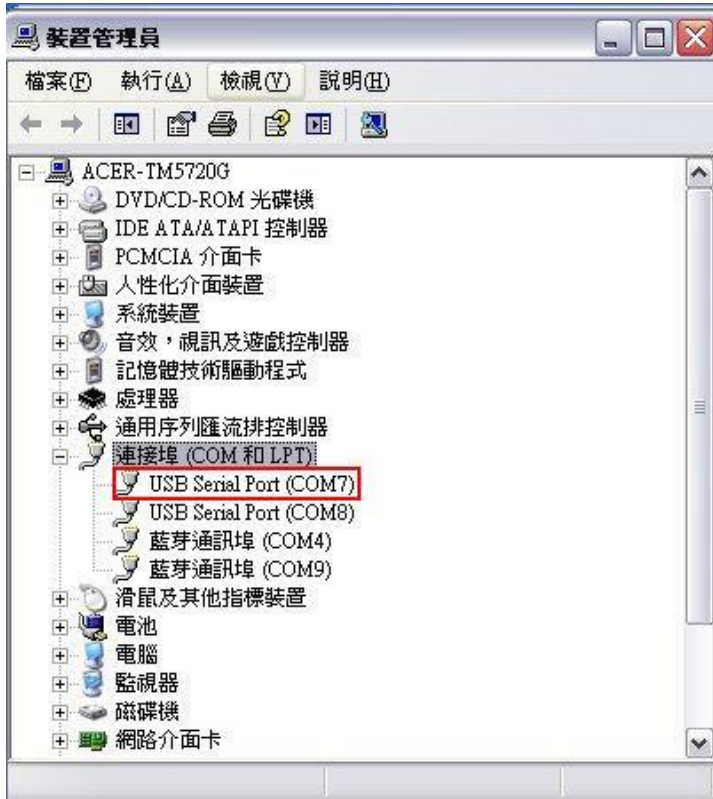 裝置管理員
檔案(F) 執行(A) 檢視(V) 說明(H)
ACER-TM5720G
DVD/CD-ROM 光碟機
IDE ATA/ATAPI 控制器
PCMCIA 介面卡
人性化介面裝置
系統裝置
音效，視訊及遊戲控制器
記憶體技術驅動程式
處理器
通用序列匯流排控制器
連接埠 (COM 和 LPT)
USB Serial Port (COM7)
USB Serial Port (COM8)
藍芽通訊埠 (COM4)
藍芽通訊埠 (COM9)
滑鼠及其他指標裝置
電池
電腦
監視器
磁碟機
網路介面卡